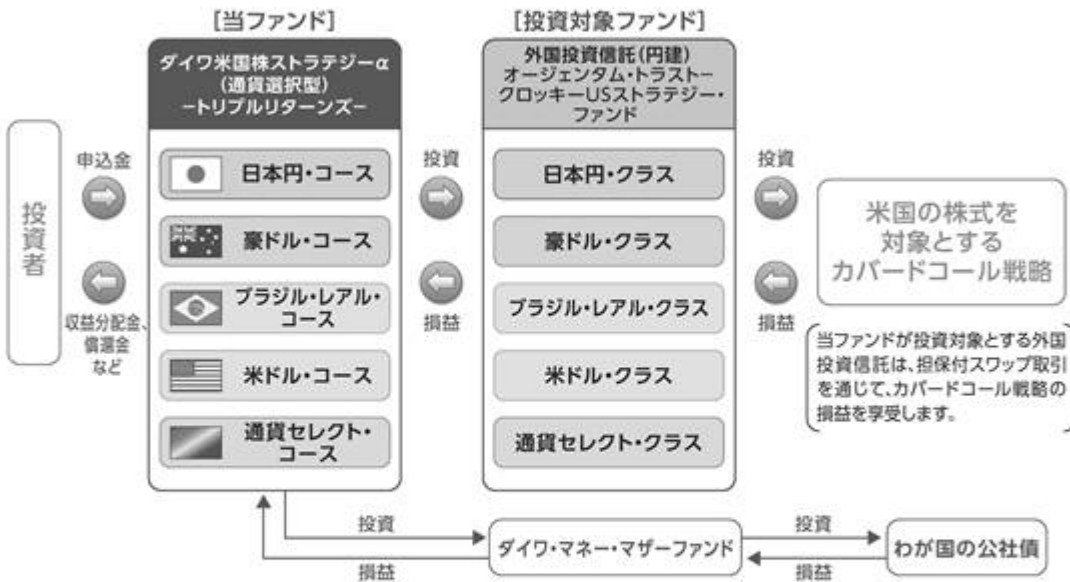 [当ファンド]
[投資対象ファンド]
ダイワ米国株ストラテジーα
(通貨選択型)
ートリプルリターンズー
外国投資信託(円建)
オージェンタム・トラストー
クロッキーUSストラテジー・
ファンド
投資者
申込金
収益分配金、
償還金
など
日本円・コース
豪ドル・コース
ブラジル・レアル・
コース
米ドル・コース
通貨セレクト・
コース
投資
損益
日本円・クラス
豪ドル・クラス
ブラジル・レアル・クラス
米ドル・クラス
通貨セレクト・クラス
投資
損益
米国の株式を
対象とする
カバードコール戦略
当ファンドが投資対象とする外国
投資信託は、担保付スワップ取引
を通じて、カバードコール戦略の
損益を享受します。
投資
損益
ダイワ・マネー・マザーファンド
投資
損益
わが国の公社債